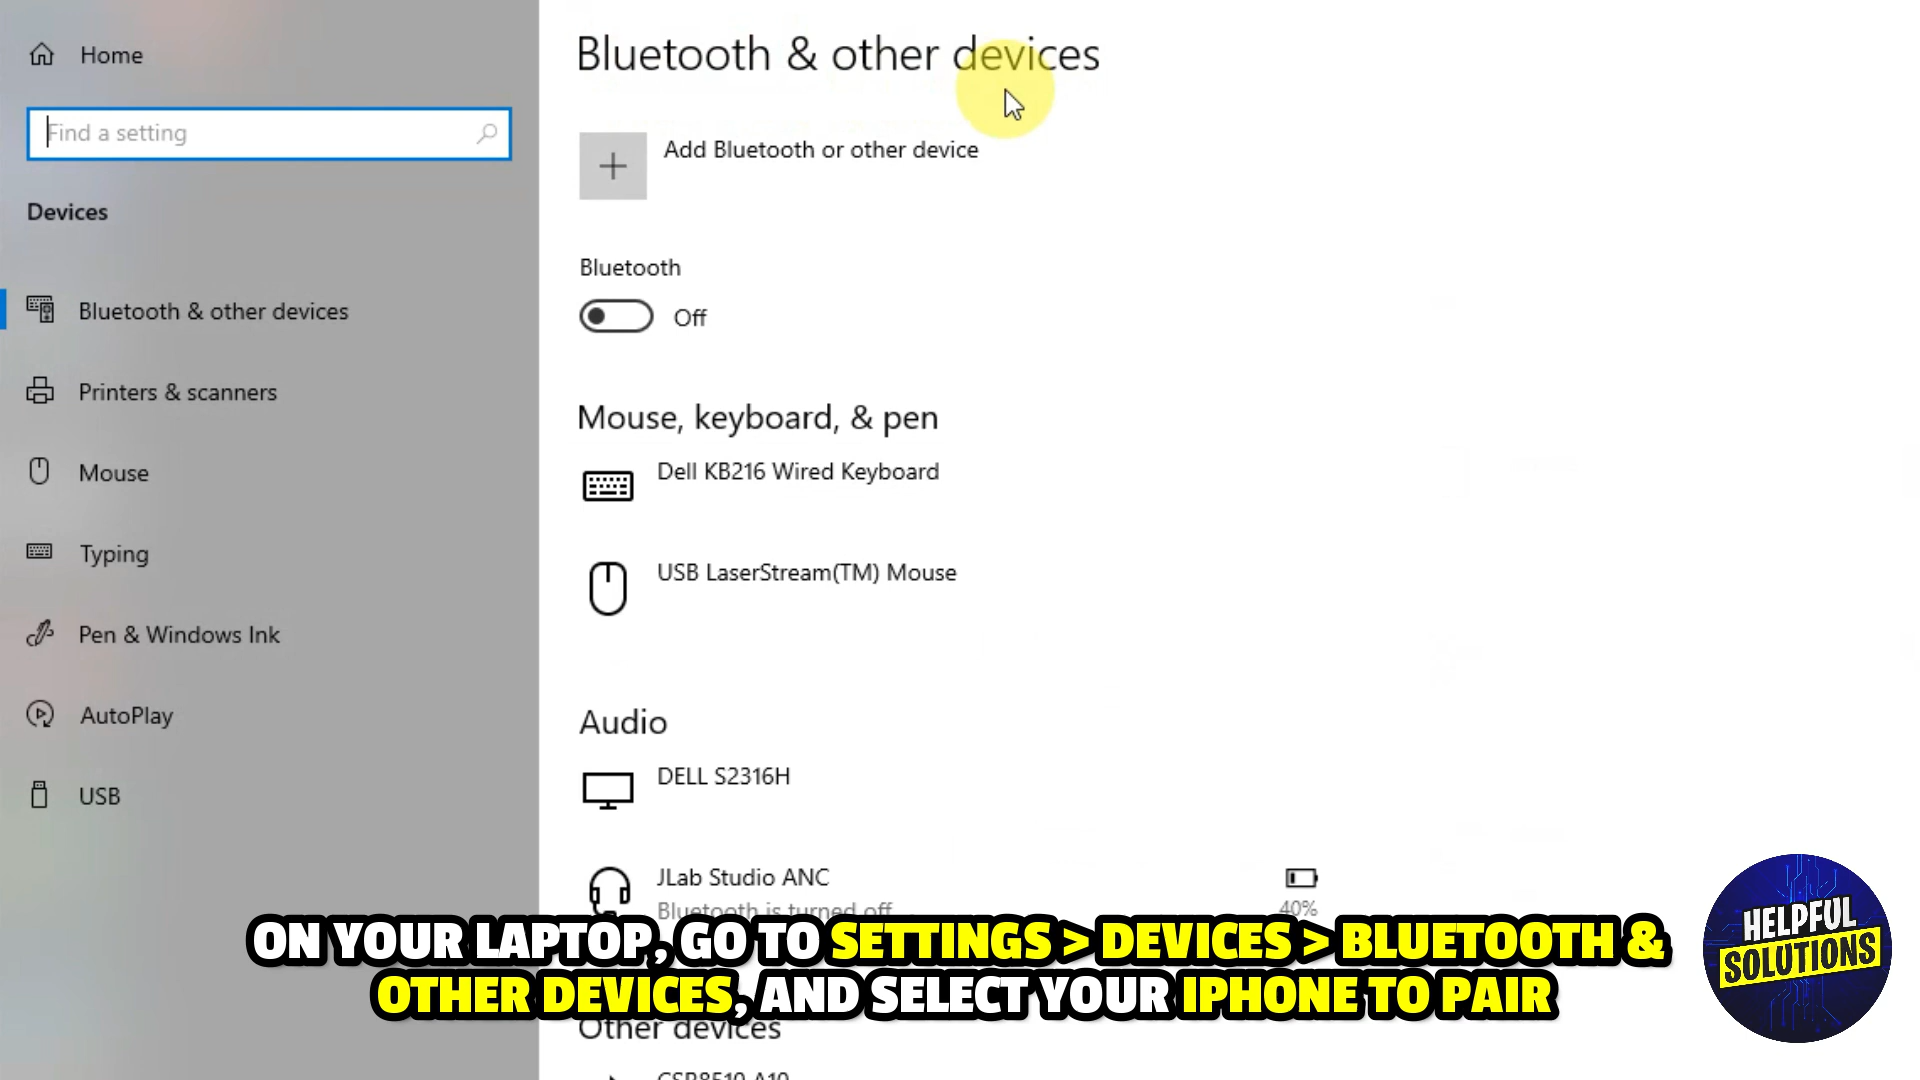 Home
Find a setting
Devices
Bluetooth & other devices
Printers & scanners
Mouse
Typing
Pen & Windows Ink
AutoPlay
USB
Bluetooth & other devices
Add Bluetooth or other device
Bluetooth
Off
Mouse, keyboard, & pen
Dell KB216 Wired Keyboard
USB LaserStream(TM) Mouse
Audio
DELL S2316H
JLab Studio ANC
Bluetooth is turned off
40%
ON YOUR LAPTOP, GO TO SETTINGS > DEVICES > BLUETOOTH &
OTHER DEVICES, AND SELECT YOUR IPHONE TO PAIR
Other devices
HELPFUL
SOLUTIONS